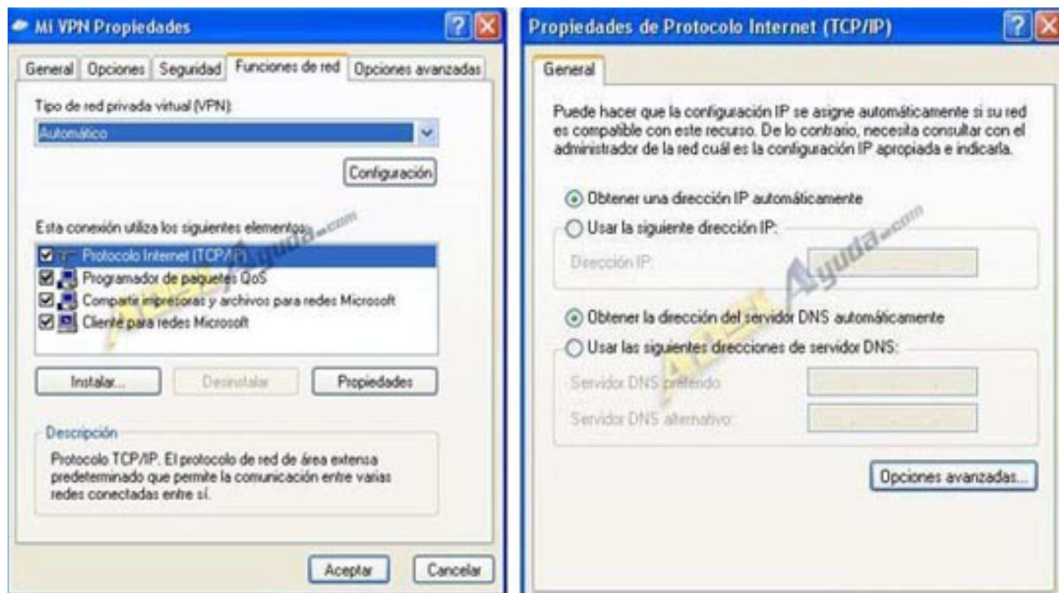 Mi VPN Propiedades
General Opciones Seguridad Funciones de red Opciones avanzadas
Tipo de red privada virtual (VPN):
Automático
Configuración
Esta conexión utiliza los siguientes elementos:
Protocolo Internet (TCP/IP)
Programador de paquetes QoS
Compartir impresoras y archivos para redes Microsoft
Cliente para redes Microsoft
Instalar...
Desinstalar
Propiedades
Descripción
Protocolo TCP/IP. El protocolo de red de área extensa
predeterminado que permite la comunicación entre varias
redes conectadas entre sí.
Aceptar
Cancelar
Propiedades de Protocolo Internet (TCP/IP)
General
Puede hacer que la configuración IP se asigne automáticamente si su red
es compatible con este recurso. De lo contrario, necesita consultar con el
administrador de la red cuál es la configuración IP apropiada e indicarla.
Obtener una dirección IP automáticamente
Usar la siguiente dirección IP:
Dirección IP:
Obtener la dirección del servidor DNS automáticamente
Usar las siguientes direcciones de servidor DNS:
Servidor DNS preferido:
Servidor DNS alternativo:
Opciones avanzadas...